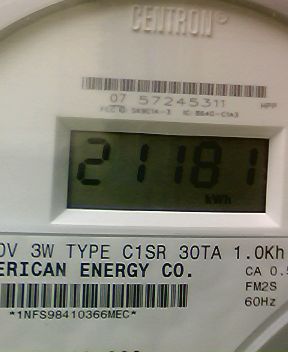 CENTRON
07 57245311
HPP
21181
kWh
0V 3W TYPE C1SR 30TA 1.0Kh
ERICAN ENERGY CO.
CA 0.5
FM2S
60Hz
*1NFS98410366MEC*